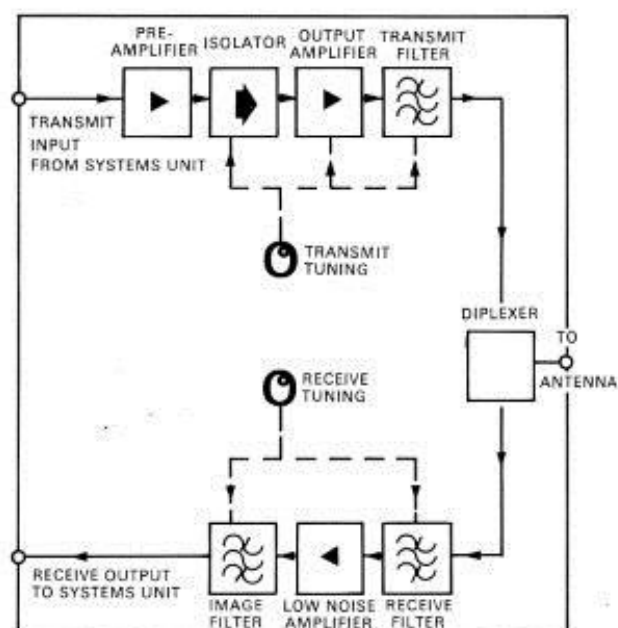 PRE-
AMPLIFIER
ISOLATOR
OUTPUT
AMPLIFIER
TRANSMIT
FILTER
TRANSMIT
INPUT
FROM SYSTEMS UNIT
TRANSMIT
TUNING
DIPLEXER
TO
ANTENNA
RECEIVE
TUNING
RECEIVE OUTPUT
TO SYSTEMS UNIT
IMAGE
FILTER
LOW NOISE
AMPLIFIER
RECEIVE
FILTER